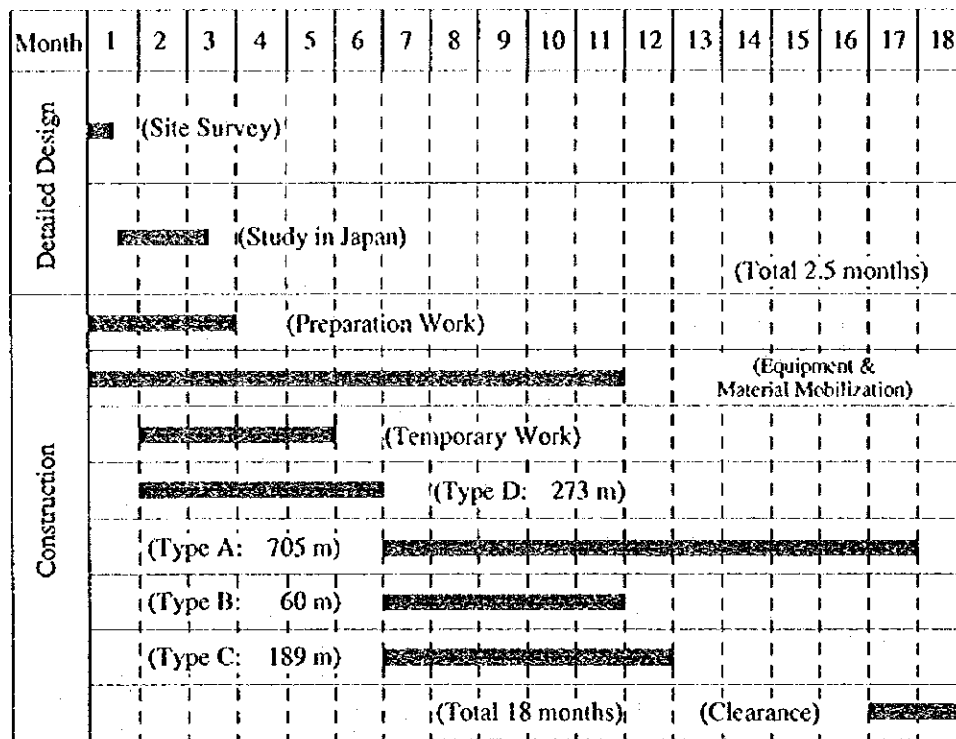 Month 1 2 3 4 5 6 7 8 9 10 11 12 13 14 15 16 17 18
Detailed Design
(Site Survey)
(Study in Japan)
(Total 2.5 months)
Construction
(Preparation Work)
(Equipment &
Material Mobilization)
(Temporary Work)
(Type D: 273 m)
(Type A: 705 m)
(Type B: 60 m)
(Type C: 189 m)
(Total 18 months) (Clearance)